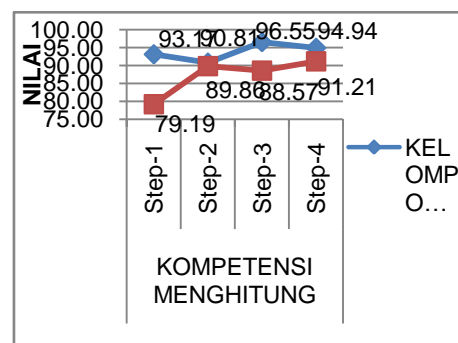 NILAI
100.00
95.00
90.00
85.00
80.00
75.00
93.17
90.81
96.55
94.94
79.19
89.86
88.57
91.21
Step-1
Step-2
Step-3
Step-4
KOMPETENSI
MENGHITUNG
KEL
OMP
O…